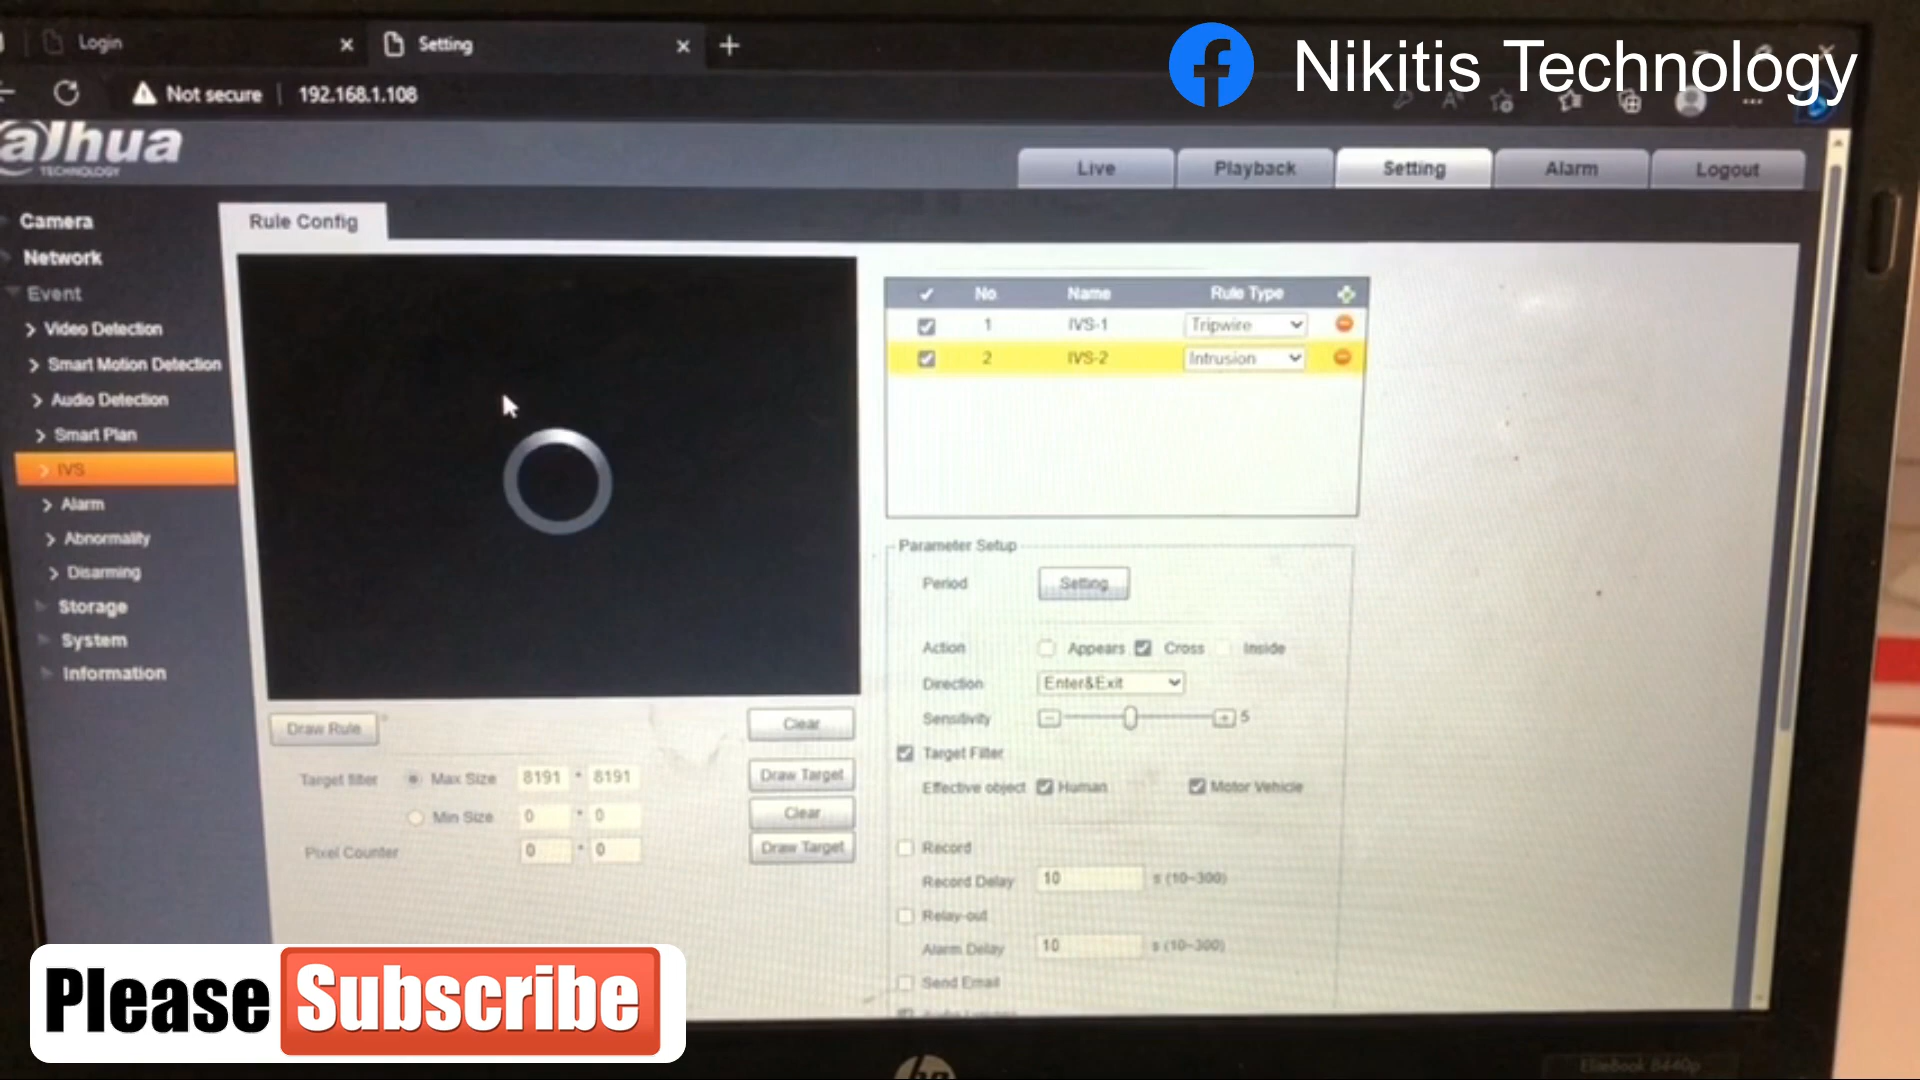 Login
Setting
Nikitis Technology
Not secure
192.168.1.108
alhua
TECHNOLOGY
Live
Playback
Setting
Alarm
Logout
Camera
Network
Event
Video Detection
Smart Motion Detection
Audio Detection
Smart Plan
IVS
Alarm
Abnormality
Disarming
Storage
System
Information
Rule Config
No. Name Rule Type
1 IVS-1 Tripwire
2 IVS-2 Intrusion
Draw Rule
Clear
Target filter Max Size 8191 * 8191 Draw Target
Min Size 0 * 0 Clear
Pixel Counter 0 * 0 Draw Target
Parameter Setup
Period Setting
Action Appears Cross Inside
Direction Enter&Exit
Sensitivity - + 5
Target Filter
Effective object Human Motor Vehicle
Record
Record Delay 10 s (10~300)
Relay-out
Alarm Delay 10 s (10~300)
Send Email
Please Subscribe
hp
EliteBook 8440p